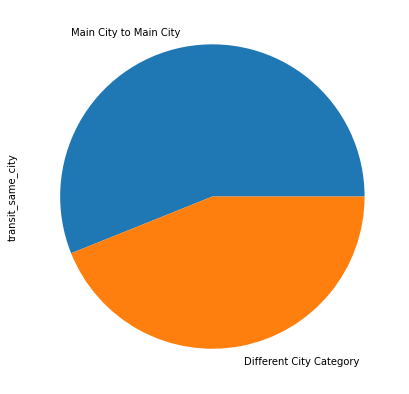 Main City to Main City
transit_same_city
Different City Category